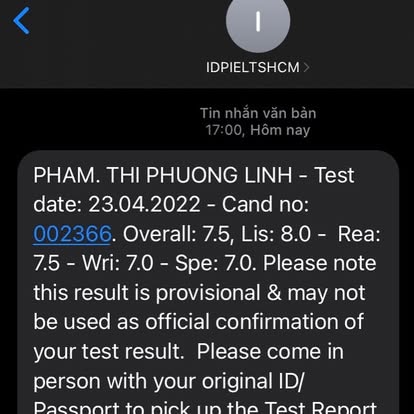 I
IDPIELTSHCM
Tin nhắn văn bản
17:00, Hôm nay
PHAM. THI PHUONG LINH - Test
date: 23.04.2022 - Cand no:
002366. Overall: 7.5, Lis: 8.0 -  Rea:
7.5 - Wri: 7.0 - Spe: 7.0. Please note
this result is provisional & may not
be used as official confirmation of
your test result.  Please come in
person with your original ID/
Passport to pick up the Test Report